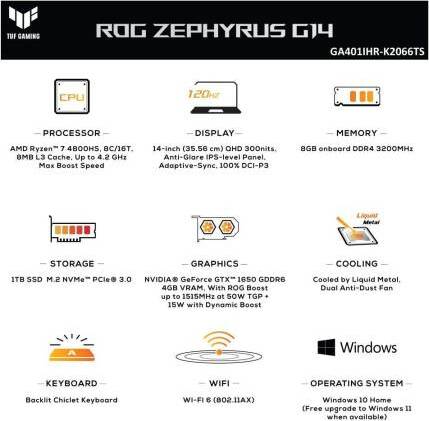 TUF GAMING
ROG ZEPHYRUS G14
GA401IHR-K2066TS
CPU
120HZ
Liquid
Metal
PROCESSOR
DISPLAY
MEMORY
AMD Ryzen™ 7 4800HS, 8C/16T,
8MB L3 Cache, Up to 4.2 GHz
Max Boost Speed
14-inch (35.56 cm) QHD 300nits,
Anti-Glare IPS-level Panel,
Adaptive-Sync, 100% DCI-P3
8GB onboard DDR4 3200MHz
STORAGE
GRAPHICS
COOLING
1TB SSD M.2 NVMe™ PCIe® 3.0
NVIDIA® GeForce GTX™ 1650 GDDR6
4GB VRAM, With ROG Boost
up to 1515MHz at 50W TGP +
15W with Dynamic Boost
Cooled by Liquid Metal,
Dual Anti-Dust Fan
A
Windows
KEYBOARD
WIFI
OPERATING SYSTEM
Backlit Chiclet Keyboard
Wi-Fi 6 (802.11AX)
Windows 10 Home
(Free upgrade to Windows 11
when available)